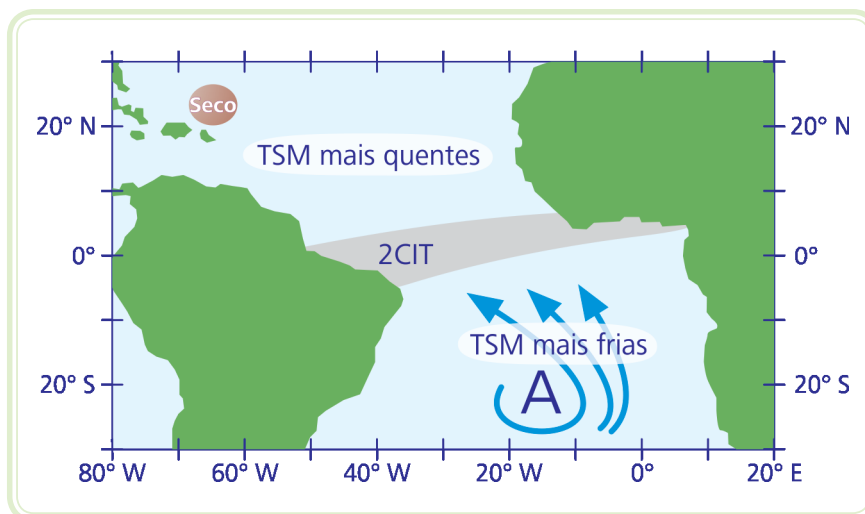 Seco
20° N
20° N
TSM mais quentes
0°
2CIT
0°
TSM mais frias
20° S
A
20° S
80° W
60° W
40° W
20° W
0°
20° E